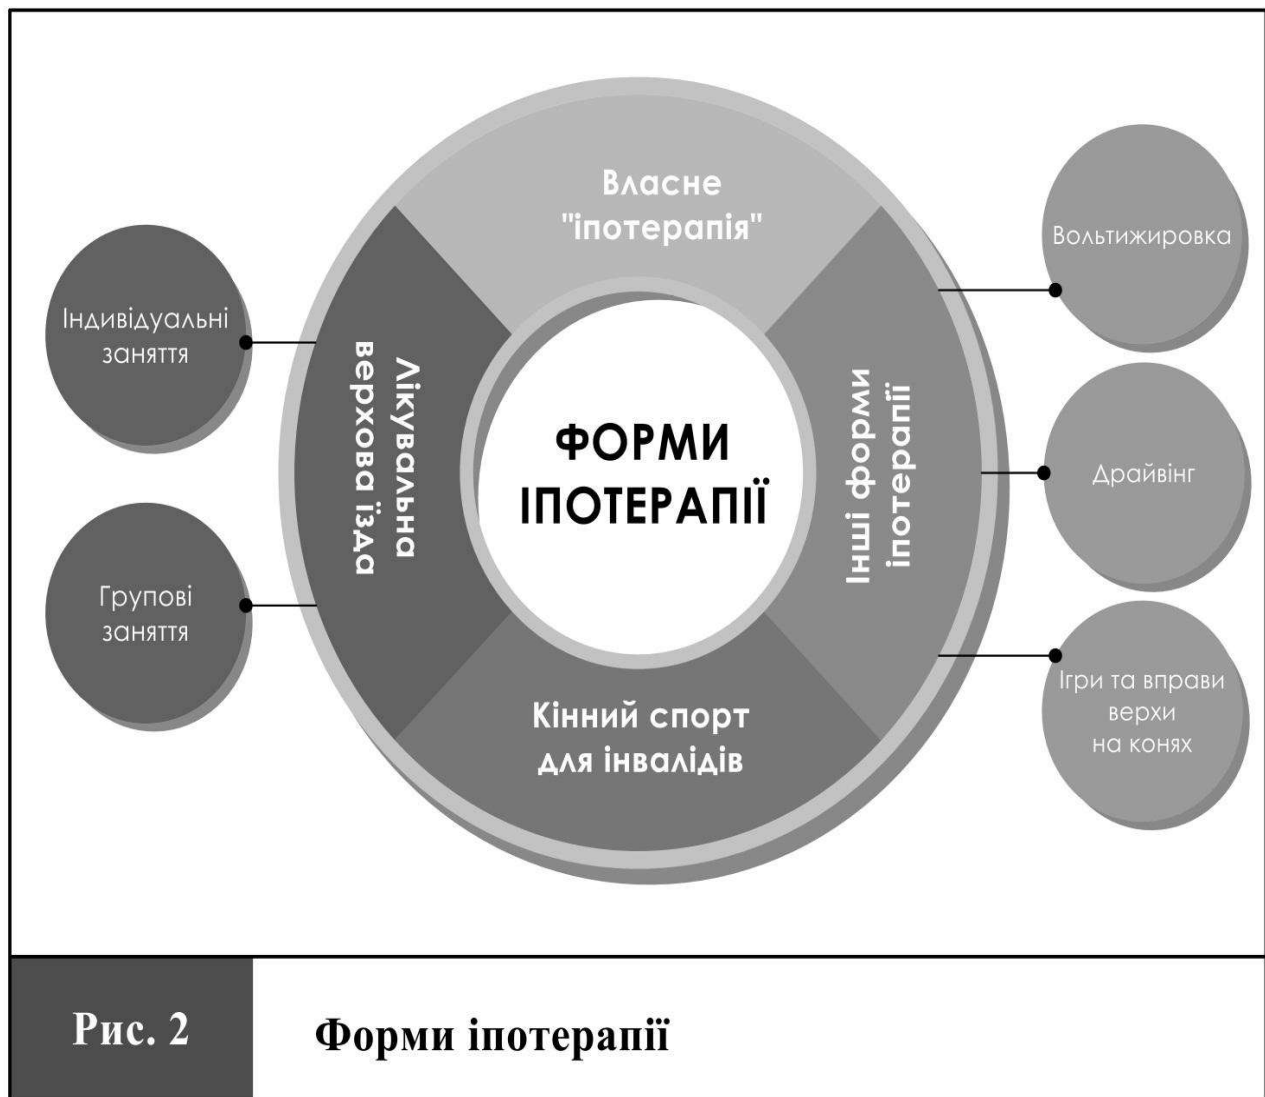 Власне
"іпотерапія"
Вольтижировка
Індивідуальні
заняття
Лікувальна
верхова їзда
ФОРМИ
ІПОТЕРАПІЇ
Інші форми
іпотерапії
Драйвінг
Групові
заняття
Ігри та вправи
верхи
на конях
Кінний спорт
для інвалідів
Рис. 2
Форми іпотерапії